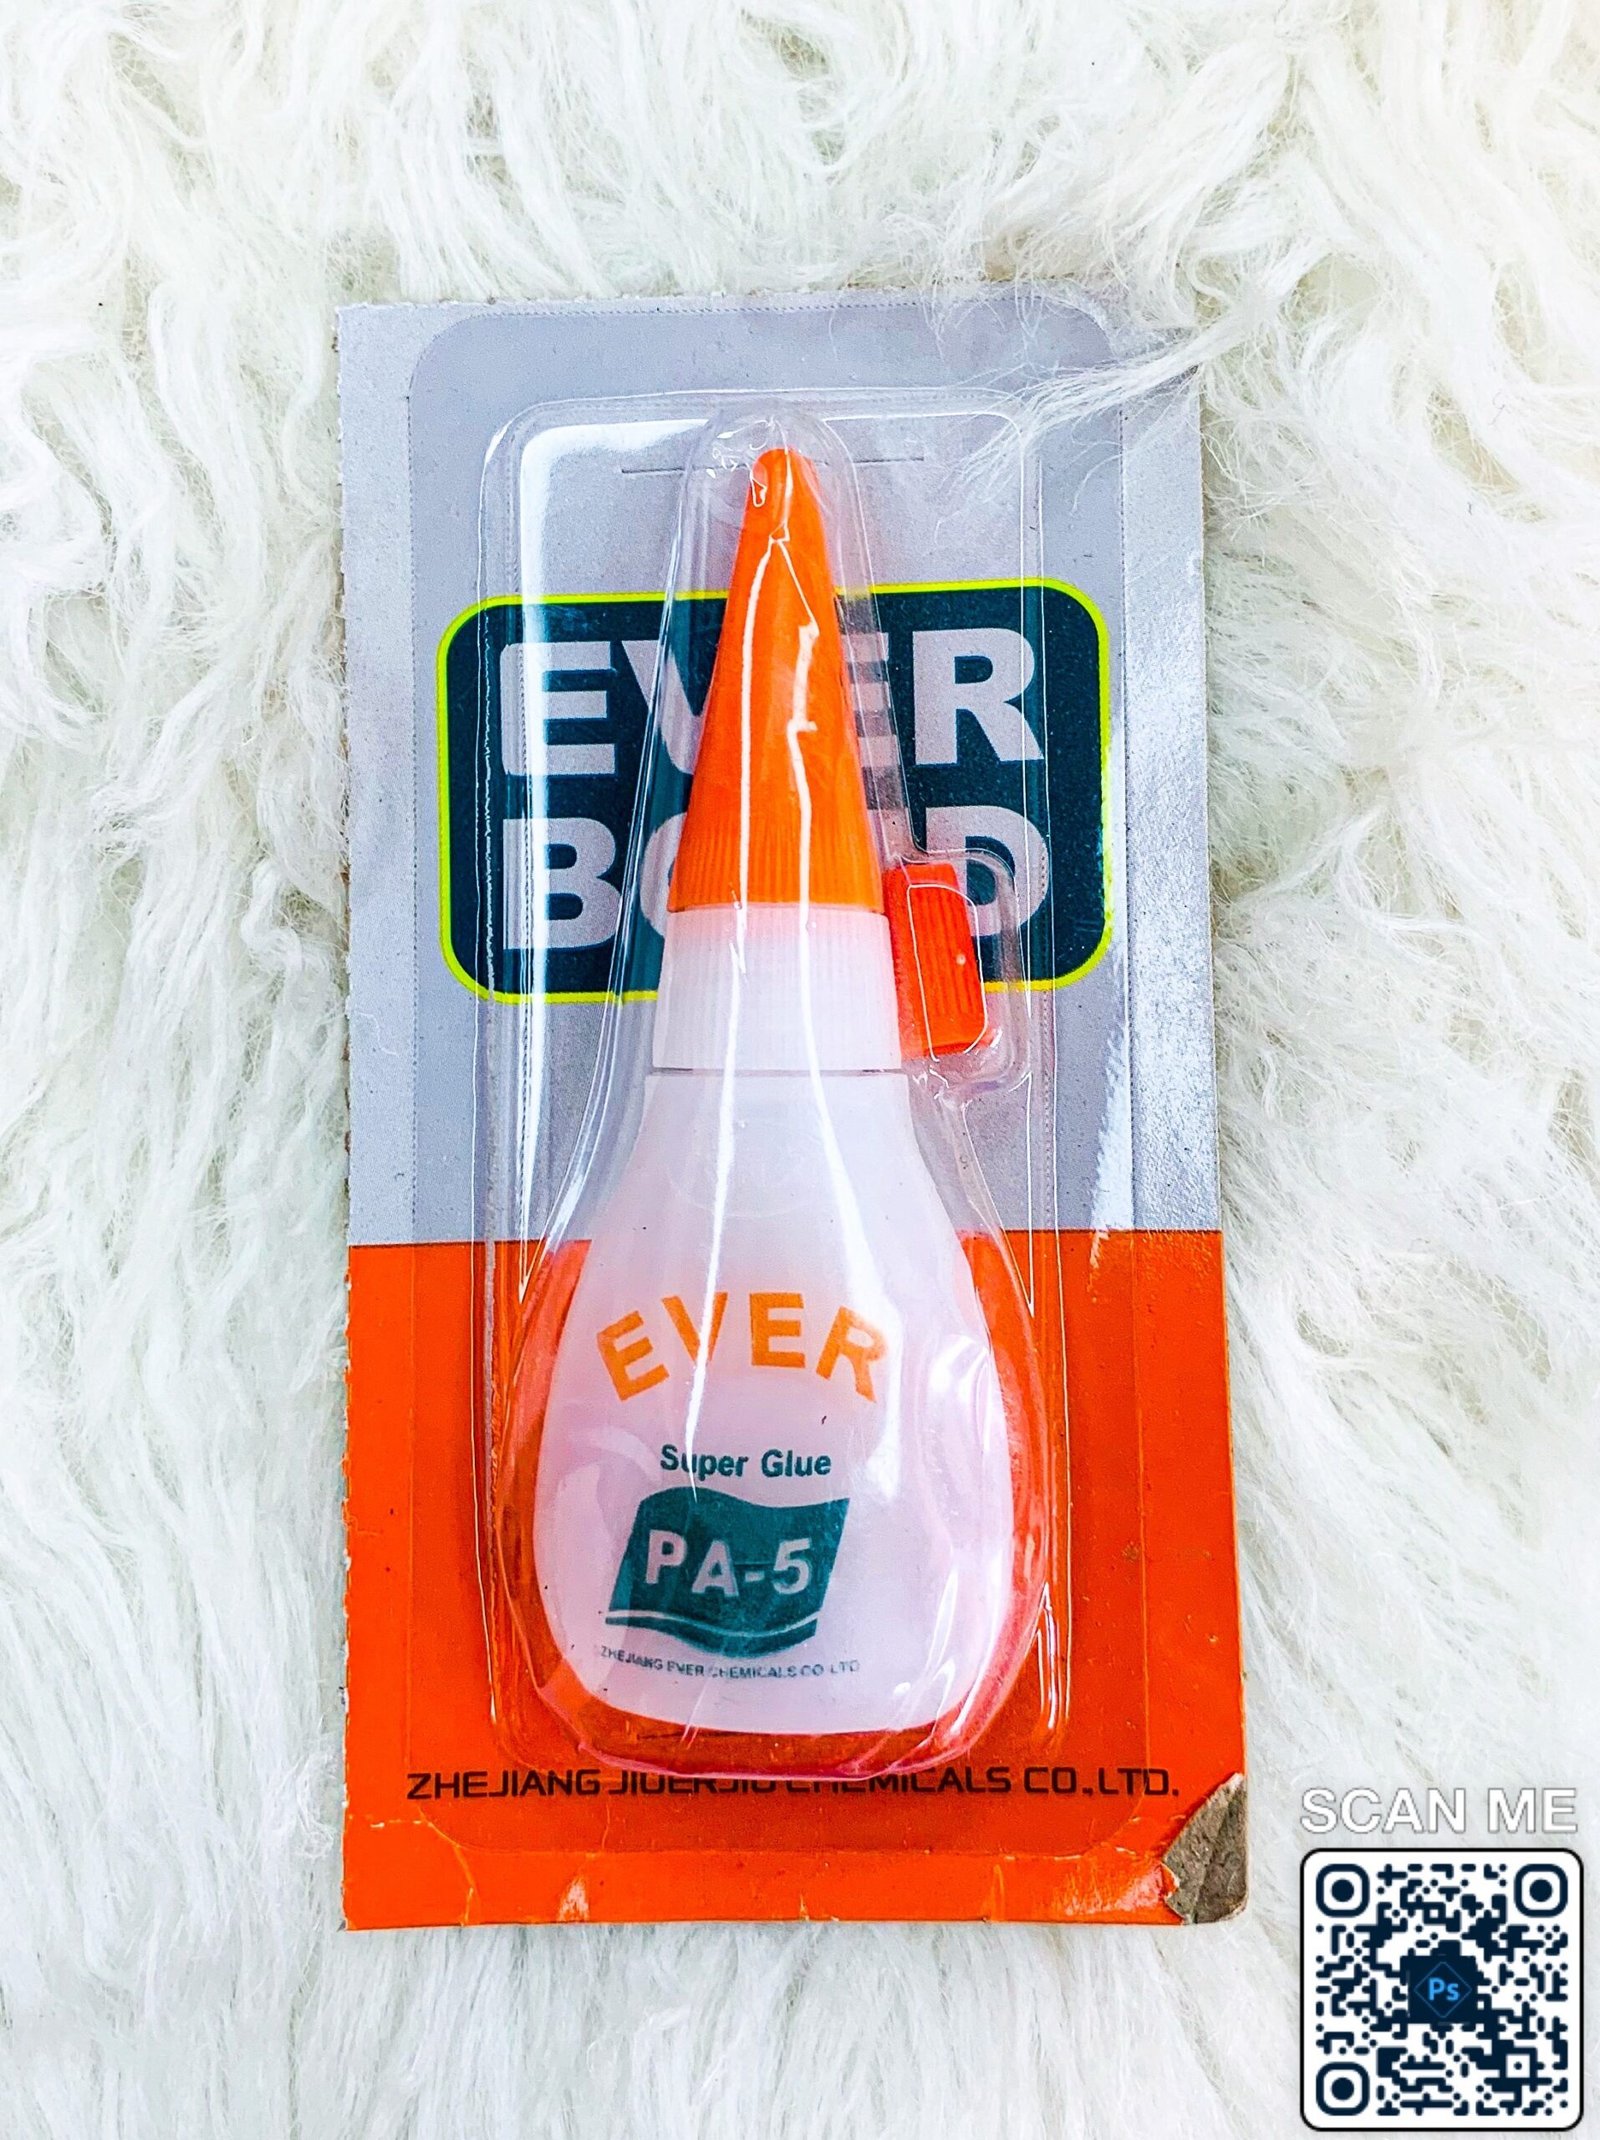 EVER
BOND
EVER
Super Glue
PA-5
ZHEJIANG EVER CHEMICALS CO LTD
ZHEJIANG JIUERJIU CHEMICALS CO.,LTD.
SCAN ME
Ps